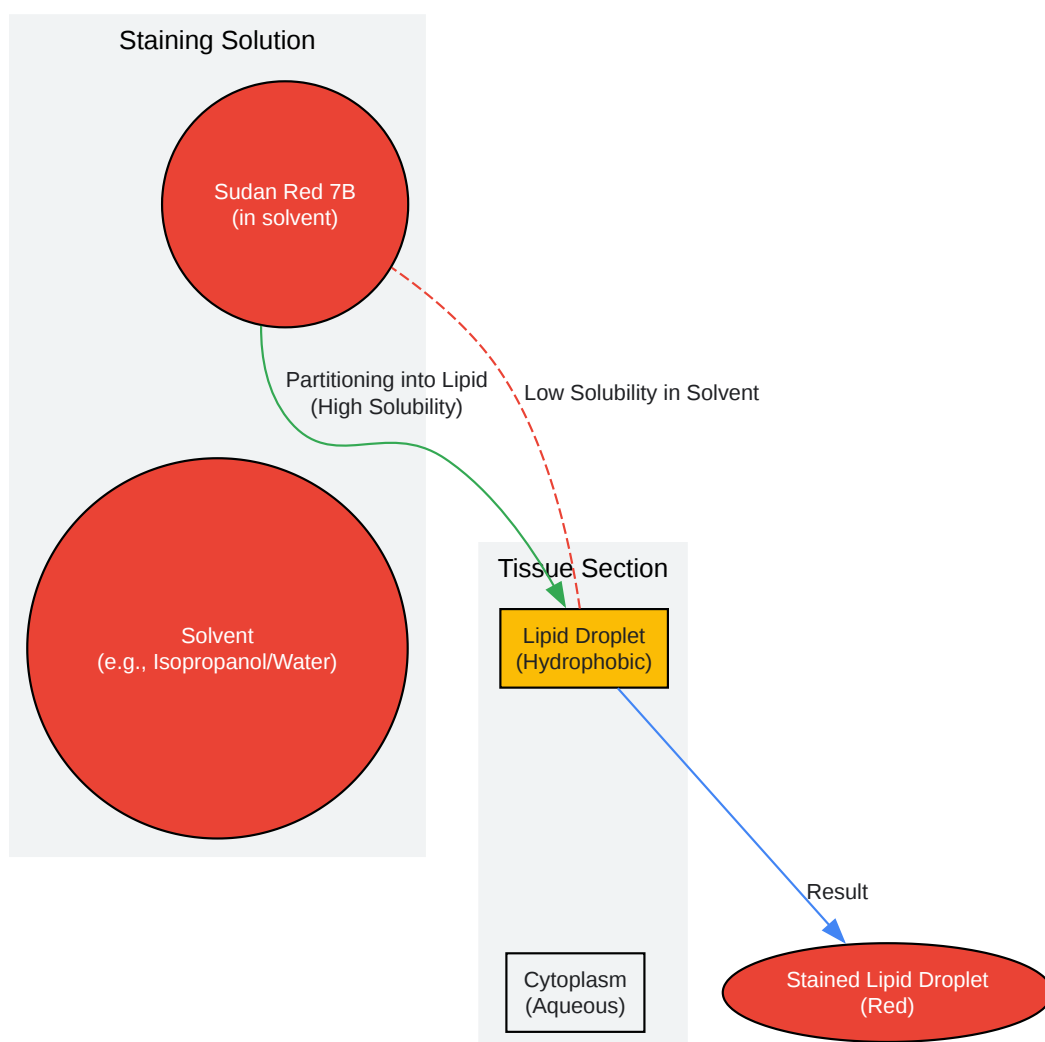 Staining Solution
Sudan Red 7B
(in solvent)
Partitioning into Lipid
(High Solubility)
Low Solubility in Solvent
Solvent
(e.g., Isopropanol/Water)
Tissue Section
Lipid Droplet
(Hydrophobic)
Result
Cytoplasm
(Aqueous)
Stained Lipid Droplet
(Red)